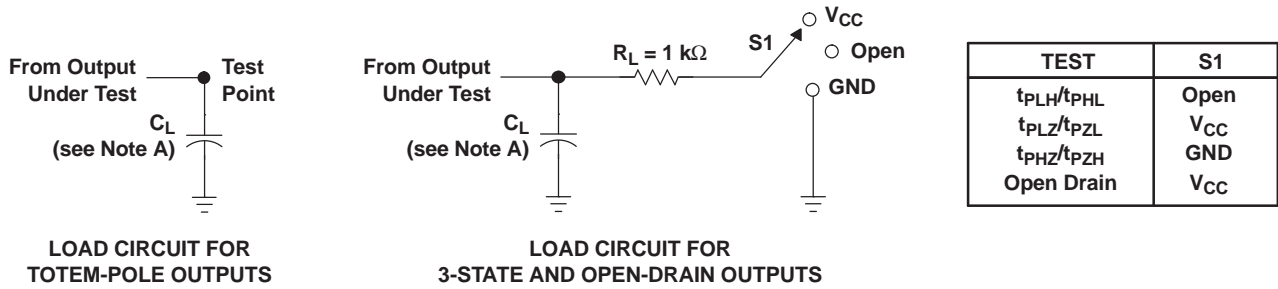 From Output
Under Test
Test
Point
CL
(see Note A)
LOAD CIRCUIT FOR
TOTEM-POLE OUTPUTS
From Output
Under Test
CL
(see Note A)
RL = 1 kΩ
S1
VCC
Open
GND
LOAD CIRCUIT FOR
3-STATE AND OPEN-DRAIN OUTPUTS
TEST S1
tPLH/tPHL Open
tPLZ/tPZL VCC
tPHZ/tPZH GND
Open Drain VCC